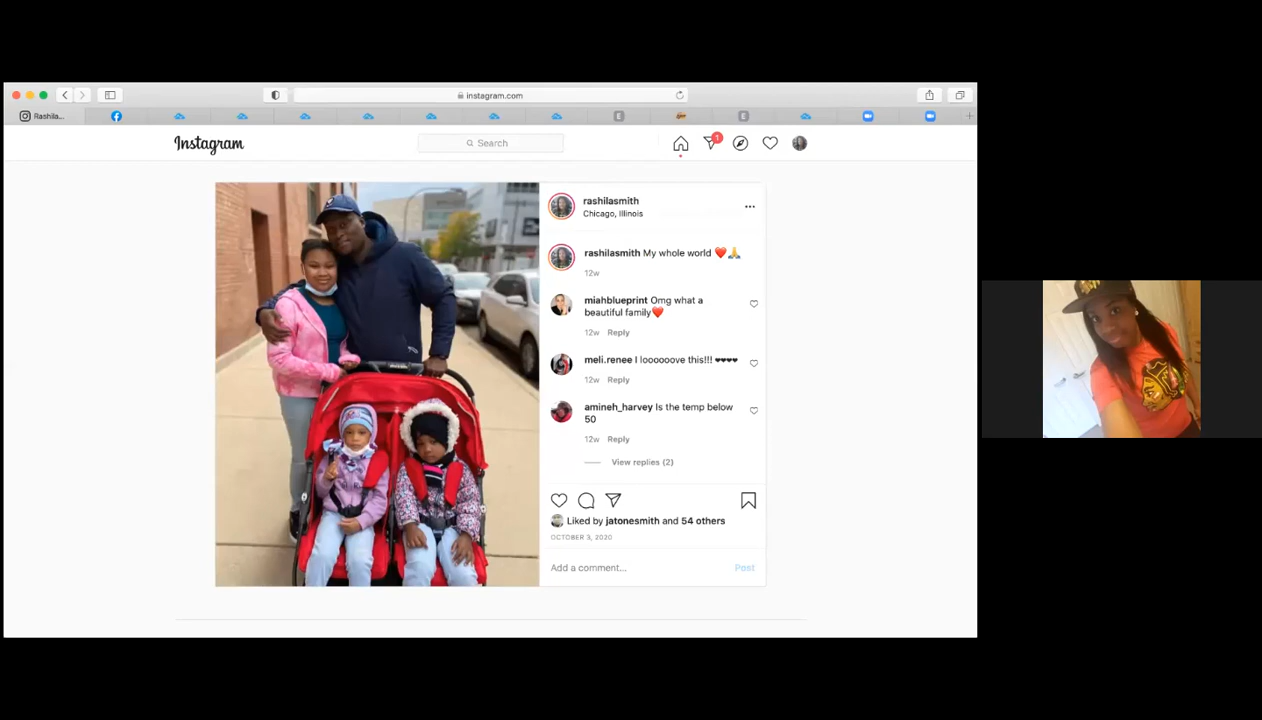 instagram.com
Rashila...
E
E
Instagram
Search
1
rashilasmith
Chicago, Illinois
rashilasmith My whole world ❤️🙏
12w
miahblueprint Omg what a
beautiful family❤️
12w Reply
meli.renee I loooooove this!!! ❤❤❤❤
12w Reply
amineh_harvey Is the temp below
50
12w Reply
View replies (2)
Liked by jatonesmith and 54 others
OCTOBER 3, 2020
Add a comment... Post